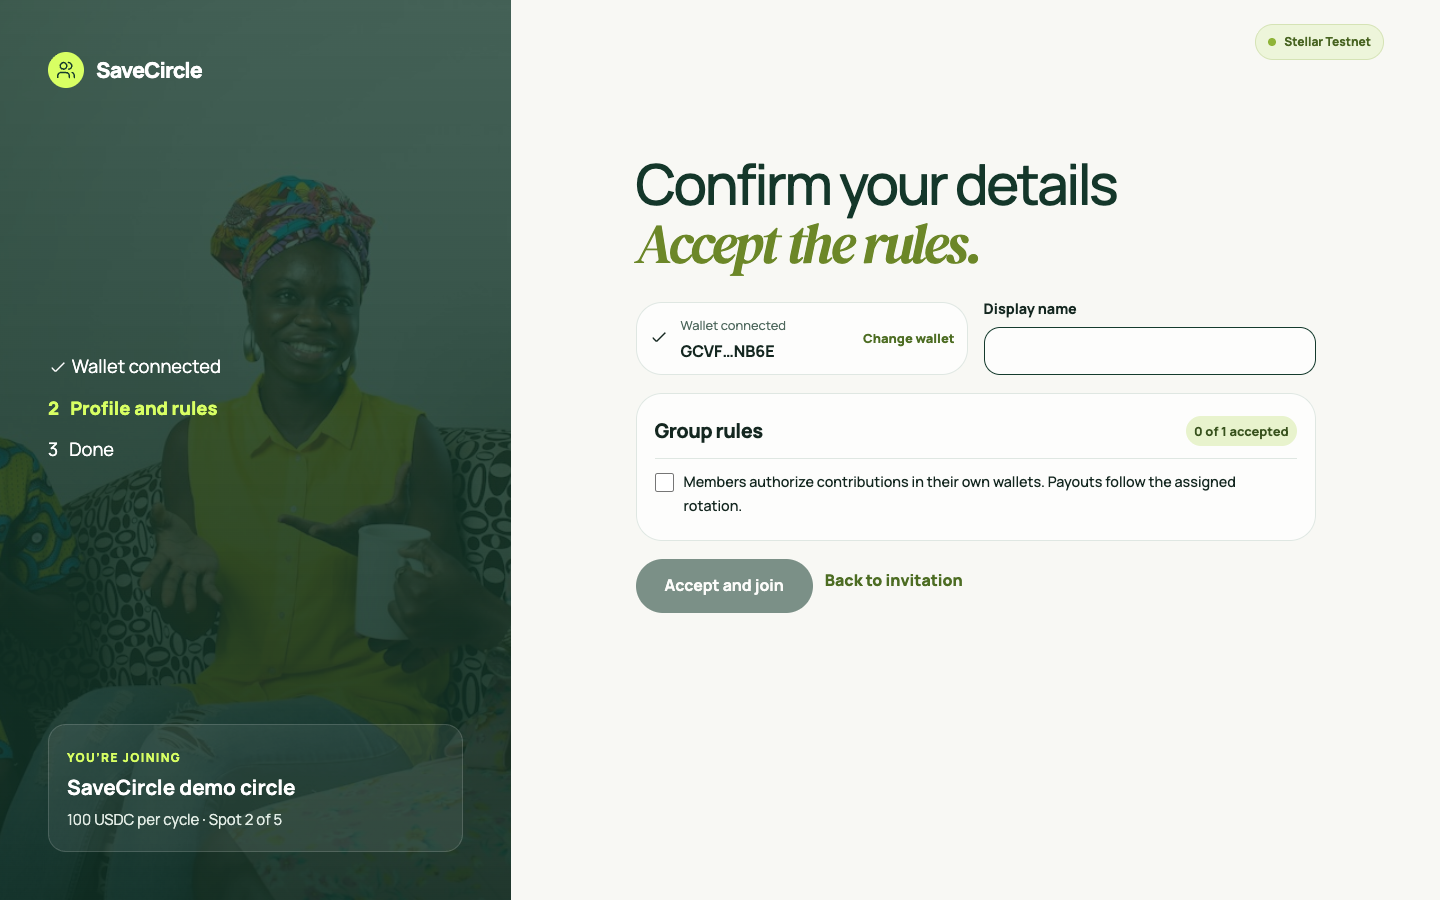 SaveCircle
Wallet connected
2 Profile and rules
3 Done
YOU'RE JOINING
SaveCircle demo circle
100 USDC per cycle · Spot 2 of 5
Stellar Testnet
Confirm your details
Accept the rules.
Wallet connected
GCVF...NB6E
Change wallet
Display name
Group rules
0 of 1 accepted
Members authorize contributions in their own wallets. Payouts follow the assigned
rotation.
Accept and join
Back to invitation